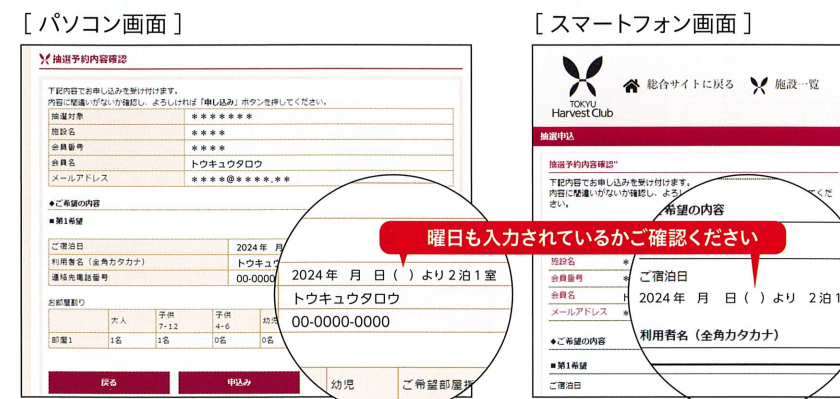 [ パソコン画面 ]
抽選予約内容確認
下記内容でお申し込みを受け付けます。
内容に間違いがないか確認し、よろしければ「申し込み」ボタンを押してください。
抽選対象 *******
施設名 ****
会員番号 ****
会員名 トウキュウタロウ
メールアドレス ****@****.**
◆ご希望の内容
■第1希望
ご宿泊日 2024年 月
利用者名(全角カタカナ) トウキュウ
連絡先電話番号 00-0000
お部屋割り
大人 子供 7-12 子供 4-6 幼児
部屋1 1名 1名 0名 0名
戻る 申込み
2024年 月 日( )より2泊1室
トウキュウタロウ
00-0000-0000
幼児 ご希望部屋
曜日も入力されているかご確認ください
[ スマートフォン画面 ]
TOKYU
Harvest Club
総合サイトに戻る 施設一覧
抽選申込
抽選予約内容確認"
下記内容でお申し込みを受け付けます。
内容に間違いがないか確認し、よろし てくだ
さい。
施設名 *
会員番号 *
会員名 ト
メールアドレス *
◆ご希望の内容
■第1希望
ご宿泊日
希望の内容
ご宿泊日
2024年 月 日( )より 2泊1
利用者名(全角カタカナ)